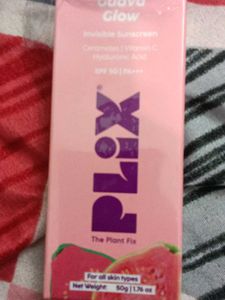 Guava
Glow
Invisible Sunscreen
Ceramides | Vitamin C
Hyaluronic Acid
SPF 50 | PA+++
PLIX
The Plant Fix
For all skin types
Net Weight: 50g | 1.76 oz